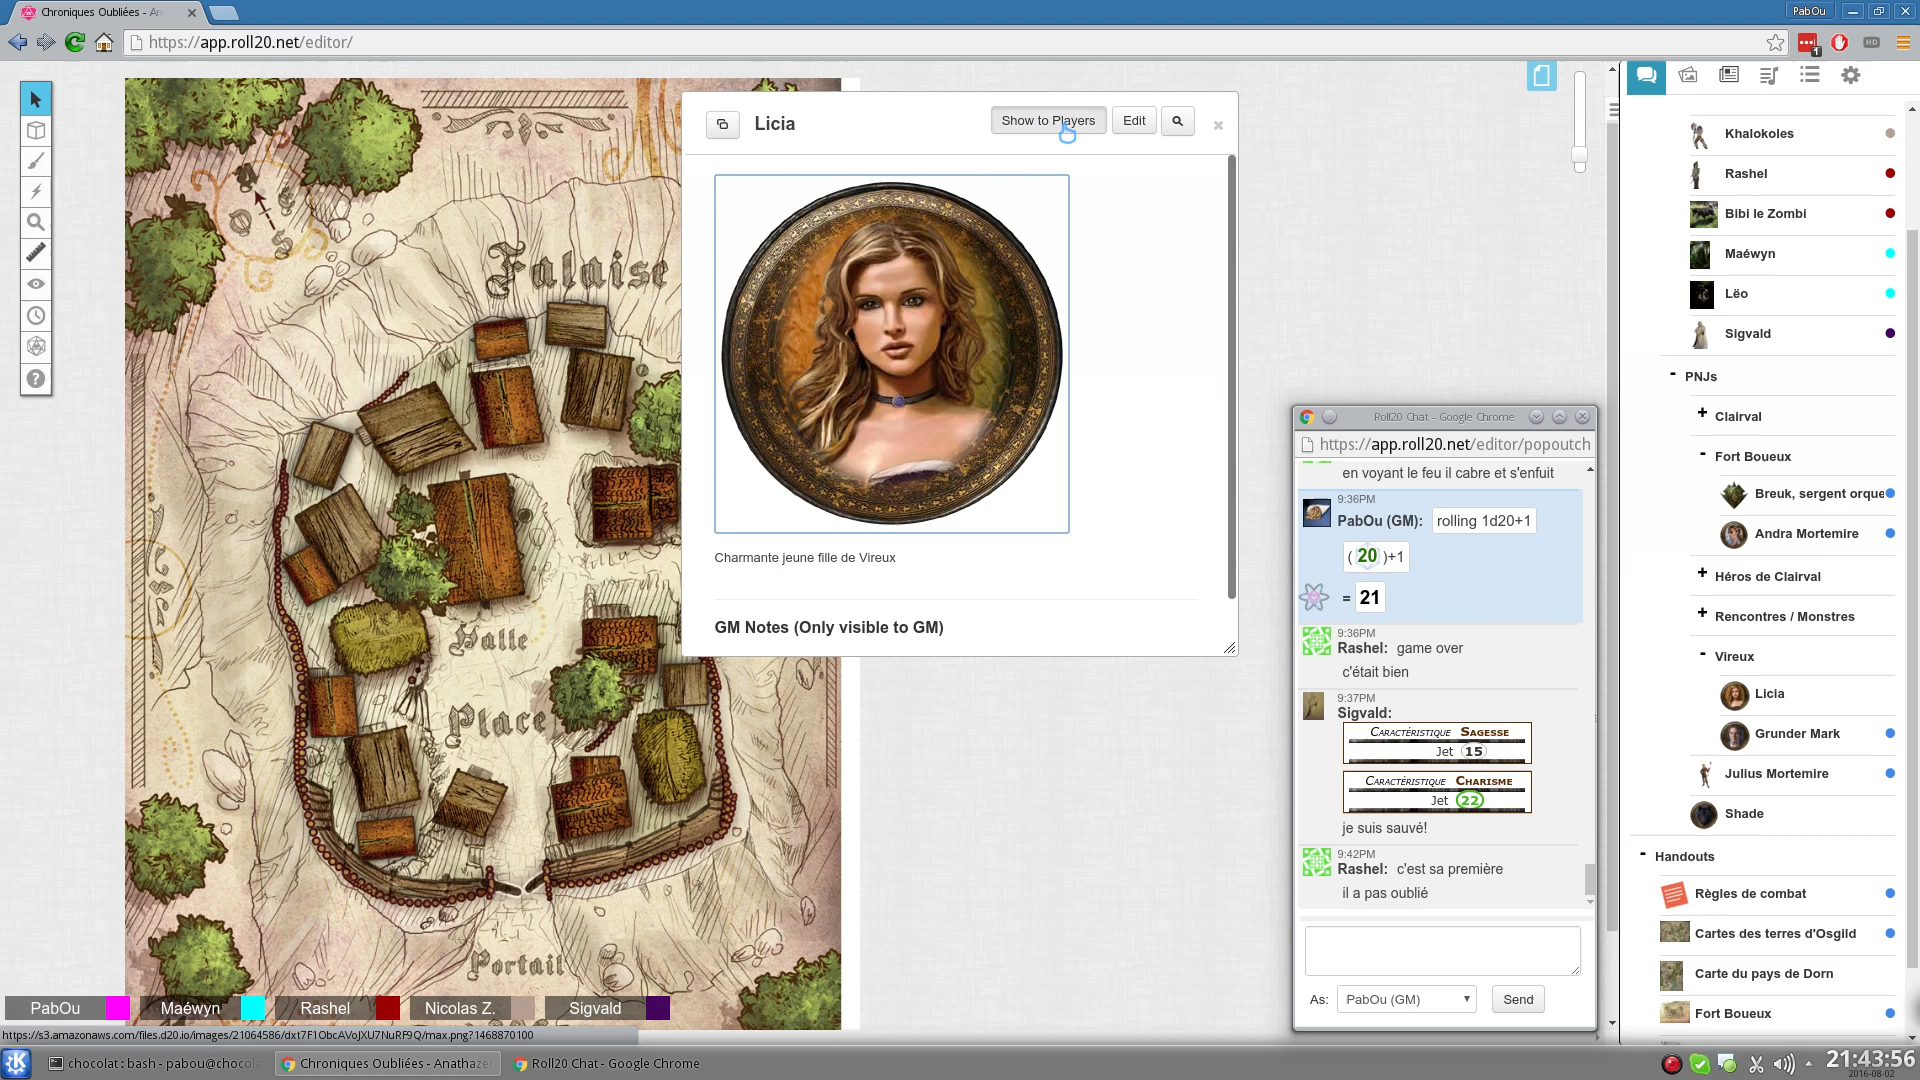 Chroniques Oubliées - An
PabOu
https://app.roll20.net/editor/
1
HD
Falaise
Halle
Place
Portail
Licia
Show to Players
Edit
Charmante jeune fille de Vireux
GM Notes (Only visible to GM)
Khalokoles
Rashel
Bibi le Zombi
Maéwyn
Lëo
Sigvald
- PNJs
+ Clairval
- Fort Boueux
Breuk, sergent orque
Andra Mortemire
+ Héros de Clairval
+ Rencontres / Monstres
- Vireux
Licia
Grunder Mark
Julius Mortemire
Shade
- Handouts
Règles de combat
Cartes des terres d'Osgild
Carte du pays de Dorn
Fort Boueux
Roll20 Chat - Google Chrome
https://app.roll20.net/editor/popoutch
en voyant le feu il cabre et s'enfuit
9:36PM
PabOu (GM): rolling 1d20+1
(20)+1
= 21
9:36PM
Rashel: game over
c'était bien
9:37PM
Sigvald:
Caractéristique Sagesse
Jet 15
Caractéristique Charisme
Jet 22
je suis sauvé!
9:42PM
Rashel: c'est sa première
il a pas oublié
As: PabOu (GM) Send
PabOu Maéwyn Rashel Nicolas Z. Sigvald
https://s3.amazonaws.com/files.d20.io/images/21064586/dxt7F1ObcAVoJXU7NuRF9Q/max.png?1468870100
chocolat : bash - pabou@chocol
Chroniques Oubliées - Anathaze
Roll20 Chat - Google Chrome
21:43:56
2016-08-02